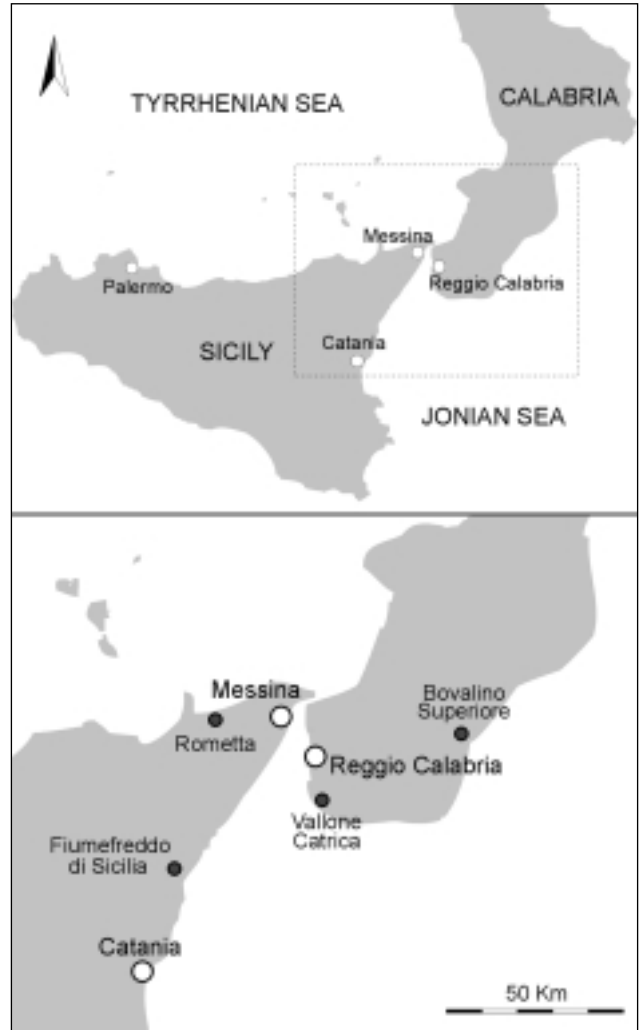 TYRRHENIAN SEA
CALABRIA
Messina
Palermo
Reggio Calabria
SICILY
Catania
JONIAN SEA
Messina
Bovalino
Superiore
Rometta
Reggio Calabria
Vallone
Catrica
Fiumefreddo
di Sicilia
Catania
50 Km